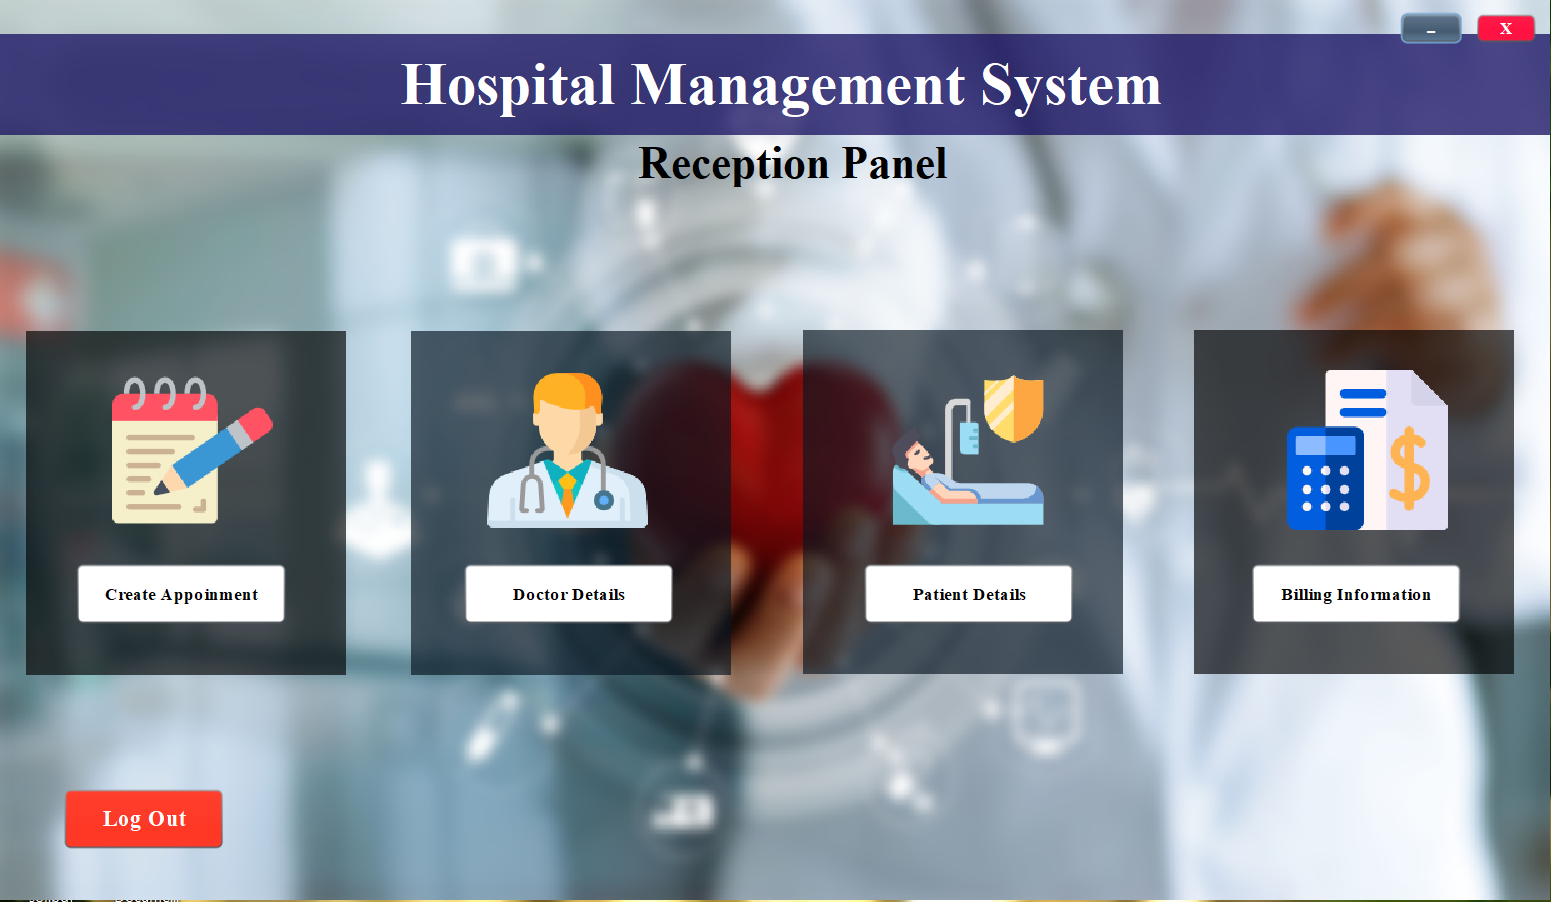 –
X
Hospital Management System
Reception Panel
Create Appoinment
Doctor Details
Patient Details
Billing Information
Log Out